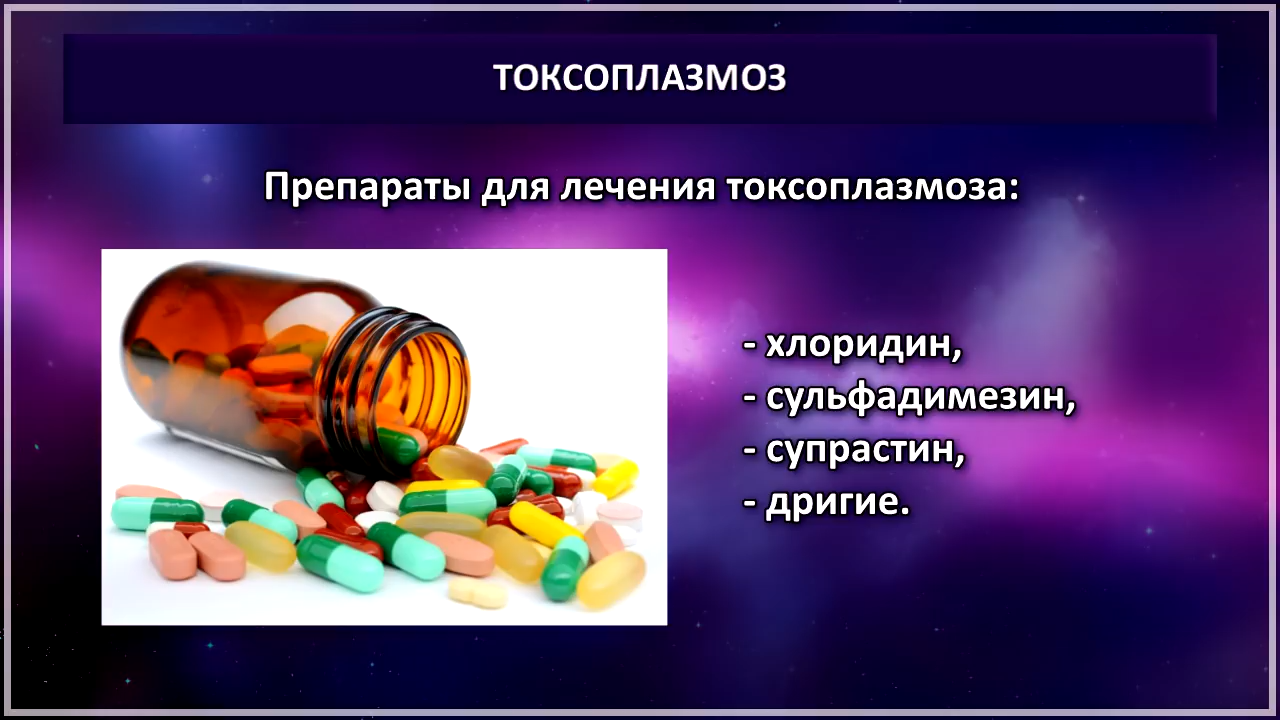 ТОКСОПЛАЗМОЗ
Препараты для лечения токсоплазмоза:
- хлоридин,
- сульфадимезин,
- супрастин,
- дригие.